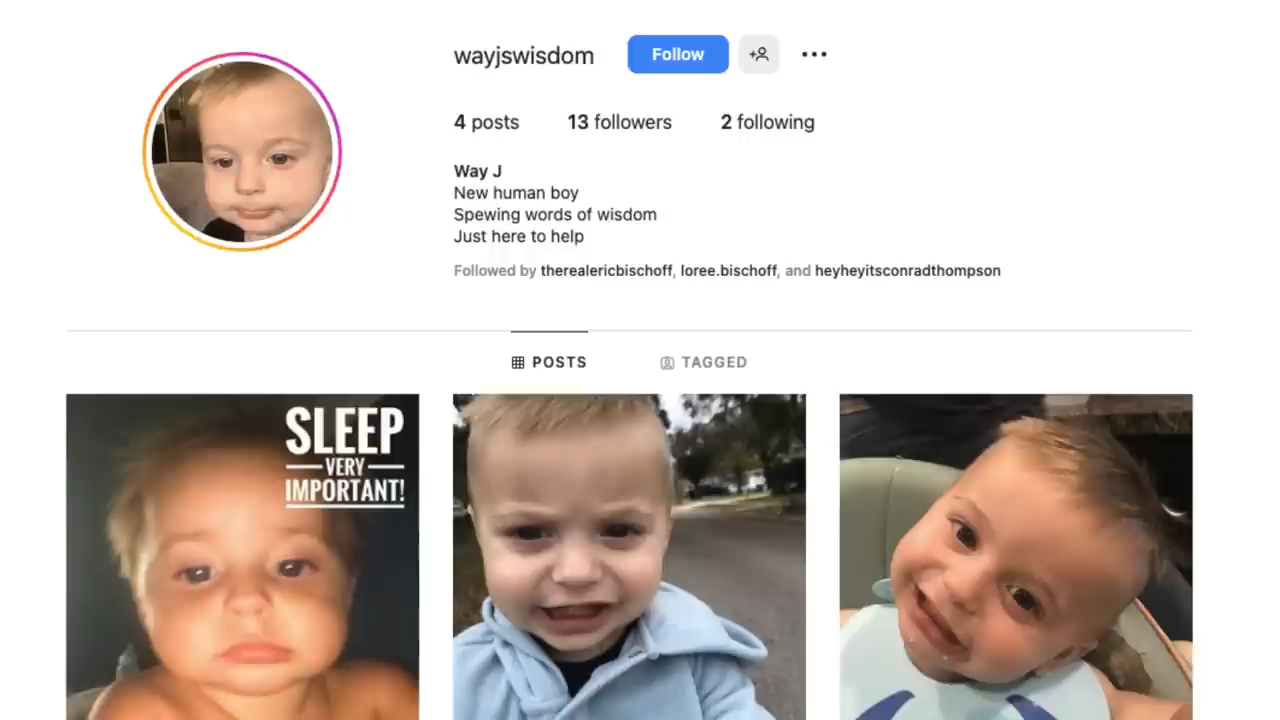 wayjswisdom Follow
4 posts 13 followers 2 following
Way J
New human boy
Spewing words of wisdom
Just here to help
Followed by therealericbischoff, loree.bischoff, and heyheyitsconradthompson
POSTS TAGGED
SLEEP
VERY
IMPORTANT!